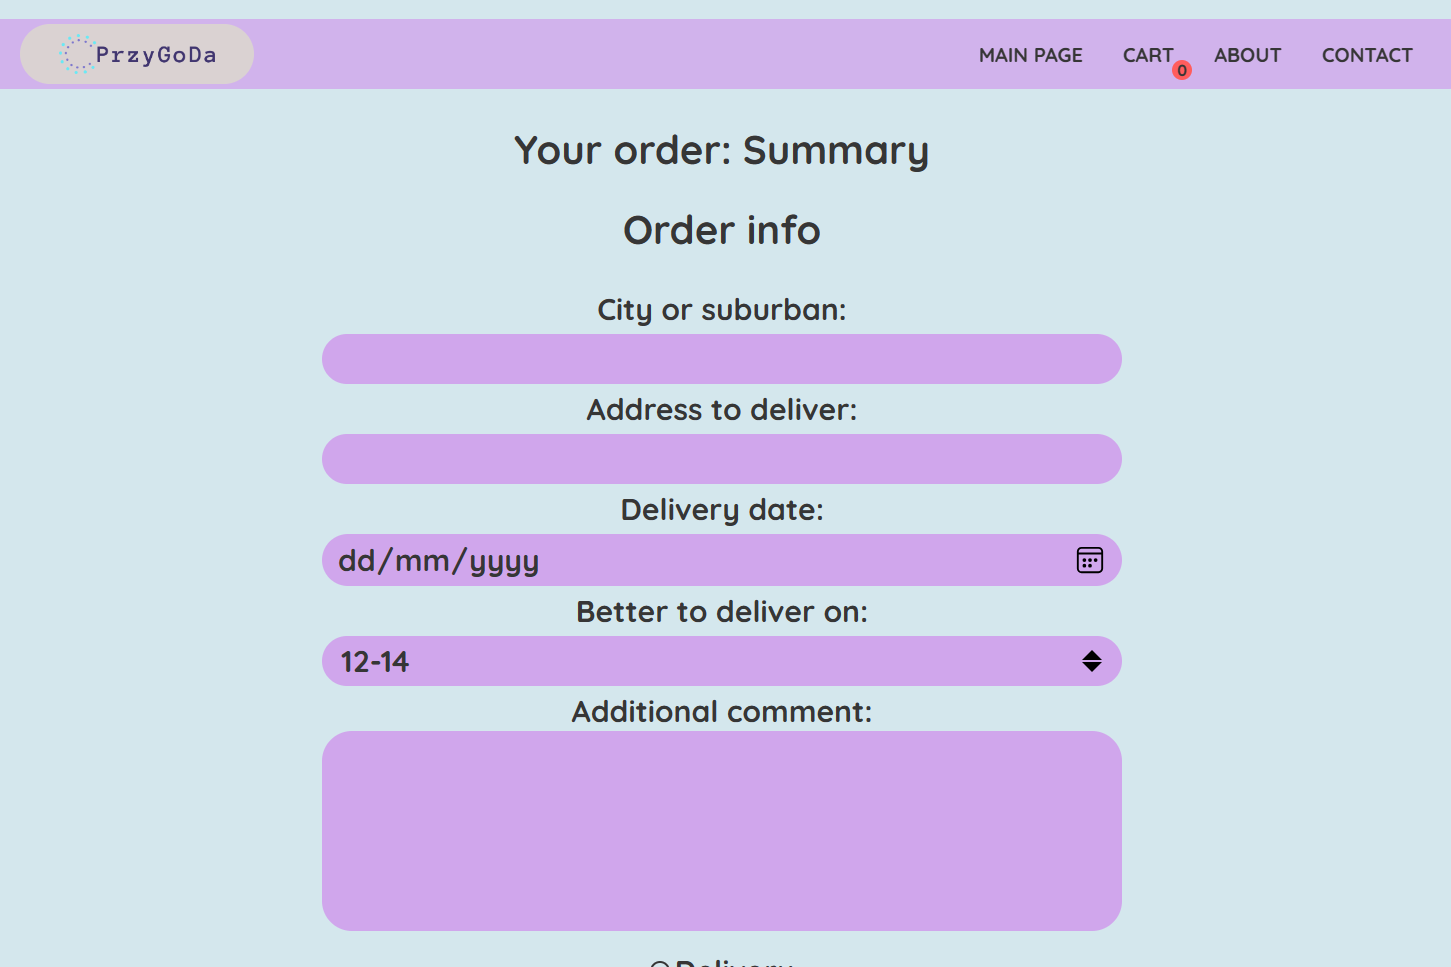 PrzyGoDa
MAIN PAGE CART 0 ABOUT CONTACT
Your order: Summary
Order info
City or suburban:
Address to deliver:
Delivery date:
dd/mm/yyyy
Better to deliver on:
12-14
Additional comment:
Delivery